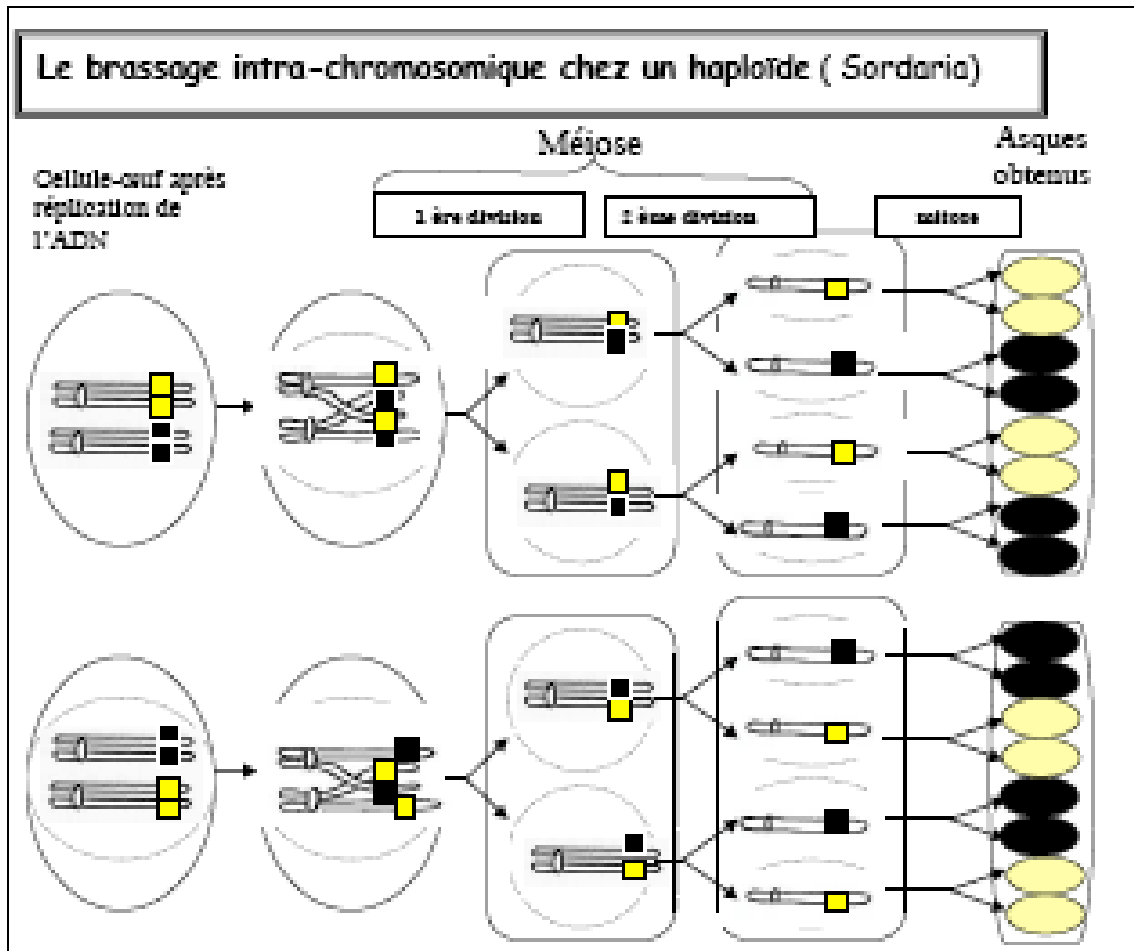 Le brassage intra-chromosomique chez un haploïde ( Sordaria)
Méiose
Asques
obtenus
Cellule-œuf après
réplication de
l'ADN
1 ère division
2 ème division
mitose